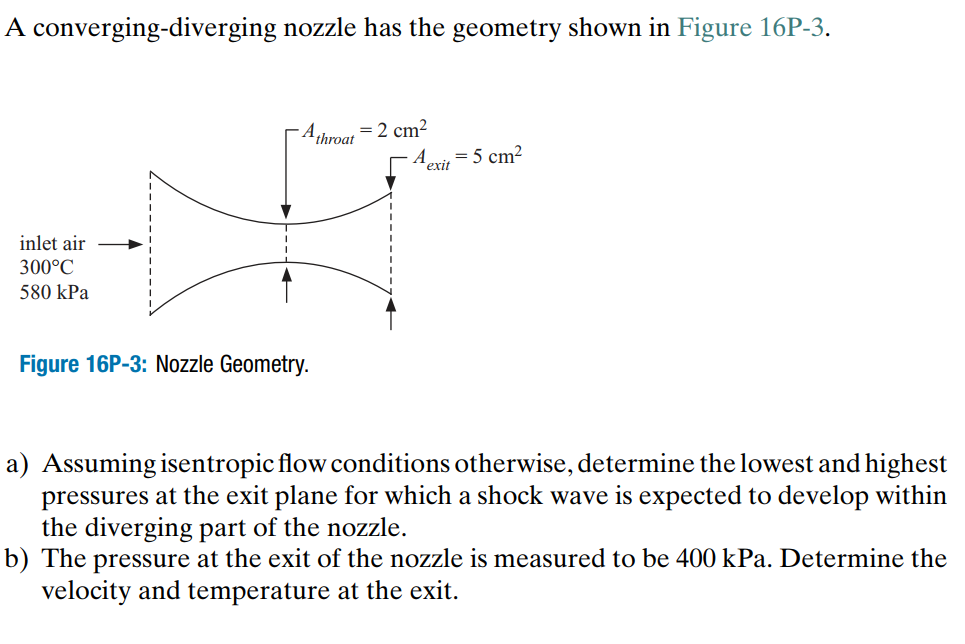 A converging-diverging nozzle has the geometry shown in Figure 16P-3.
A_throat = 2 cm²
A_exit = 5 cm²
inlet air
300°C
580 kPa
Figure 16P-3: Nozzle Geometry.
a) Assuming isentropic flow conditions otherwise, determine the lowest and highest
pressures at the exit plane for which a shock wave is expected to develop within
the diverging part of the nozzle.
b) The pressure at the exit of the nozzle is measured to be 400 kPa. Determine the
velocity and temperature at the exit.